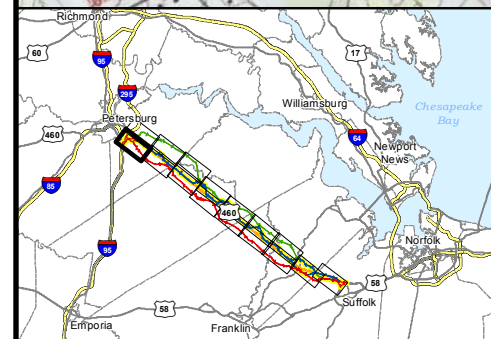 Richmond
60
17
95
295
Williamsburg
Chesapeake
Bay
Petersburg
460
64
Newport
News
85
460
95
Norfolk
58
Suffolk
58
Emporia
Franklin